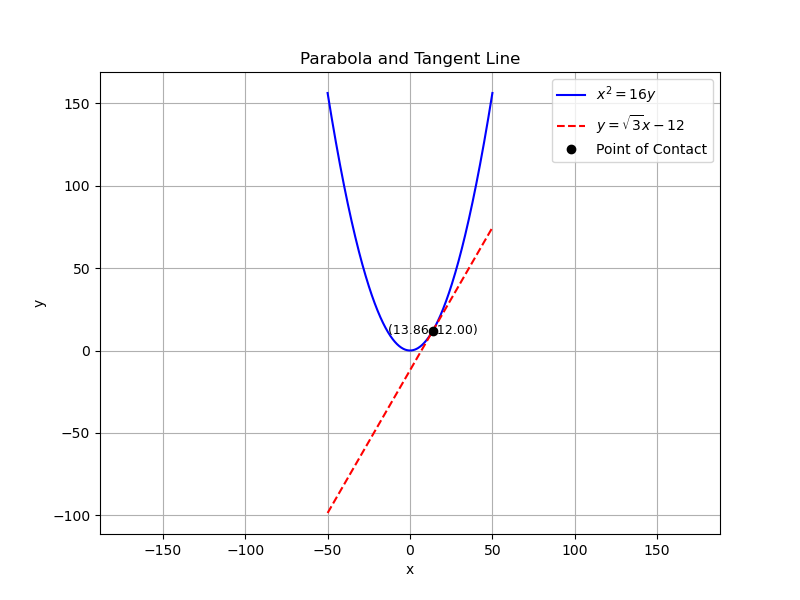 Parabola and Tangent Line
x² = 16y
y = √3x − 12
Point of Contact
150
100
50
0
−50
−100
y
(13.86, 12.00)
−150
−100
−50
0
50
100
150
x